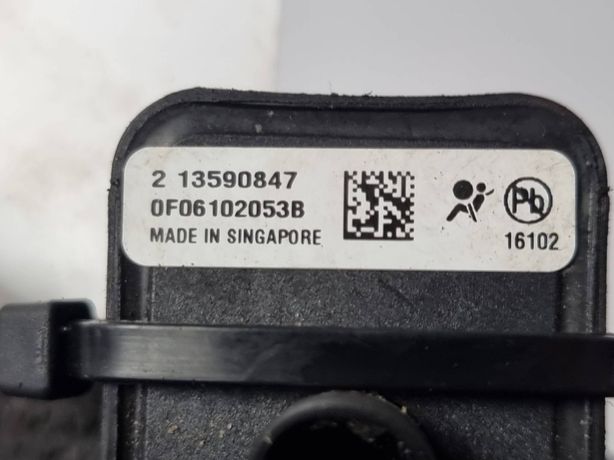 2 13590847
0F06102053B
MADE IN SINGAPORE
Pb
16102